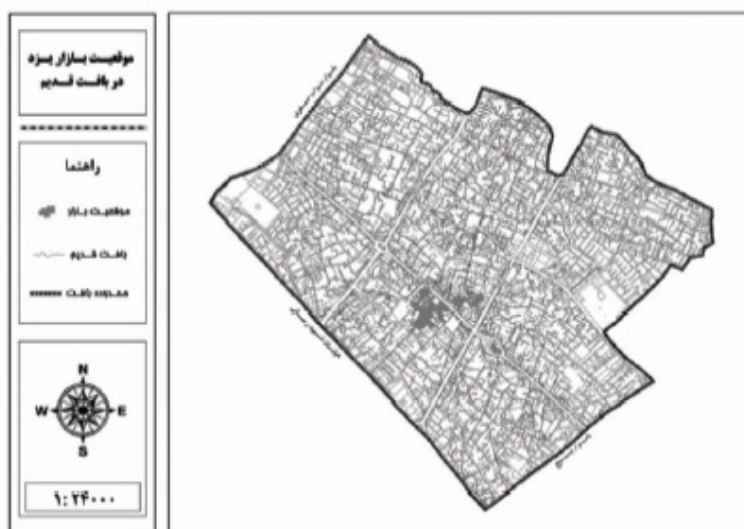 موقعیت بازار یزد
در بافت قدیم
راهنما
موقعیت بازار
بافت قدیم
محدوده بافت
N
W E
S
۱:۲۴۰۰۰